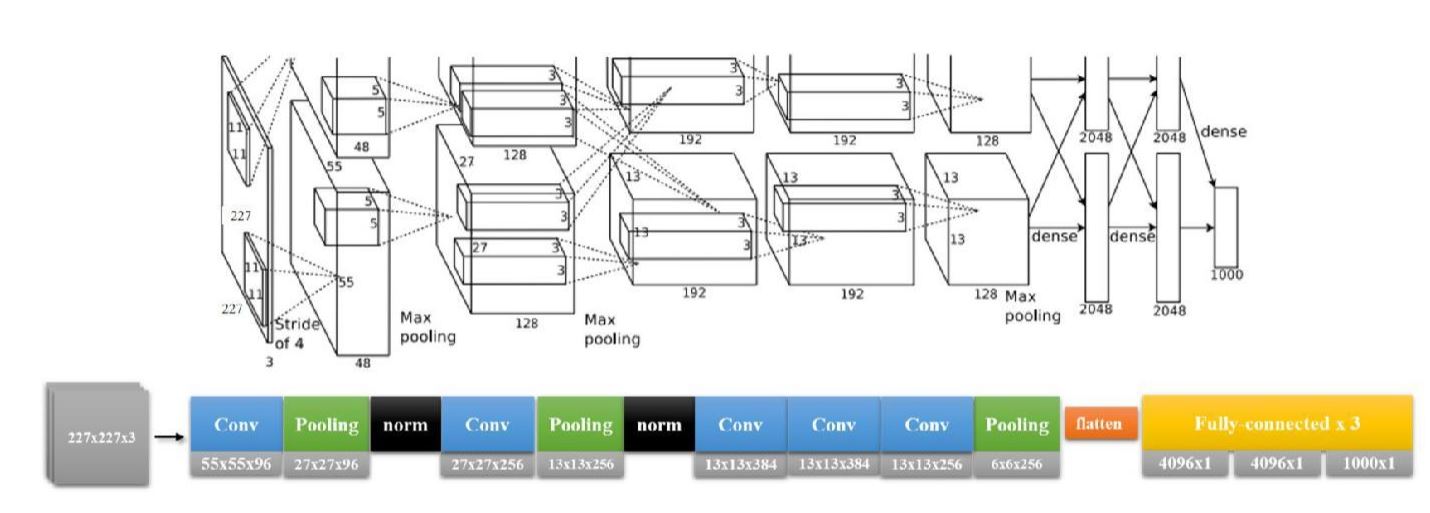 5
3
3
3
3
5
3
3
3
3
11
11
48
128
192
192
128
2048
2048
dense
55
27
13
13
13
227
5
5
3
3
3
3
3
3
11
11
27
3
3
13
13
13
dense
dense
227
55
1000
Stride
of 4
Max
pooling
128
Max
pooling
192
192
128
Max
pooling
2048
2048
3
48
227x227x3
Conv
Pooling
norm
Conv
Pooling
norm
Conv
Conv
Conv
Pooling
flatten
Fully-connected x 3
55x55x96
27x27x96
27x27x256
13x13x256
13x13x384
13x13x384
13x13x256
6x6x256
4096x1
4096x1
1000x1